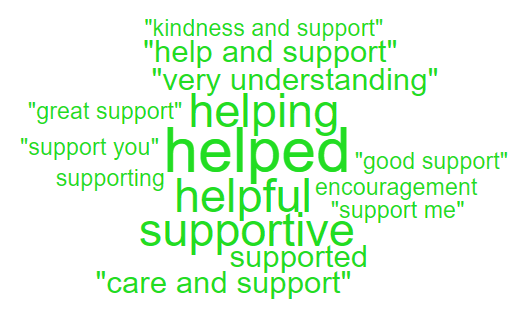 "kindness and support"
"help and support"
"very understanding"
"great support" helping
"support you" helped "good support"
supporting helpful encouragement
"support me"
supportive
supported
"care and support"